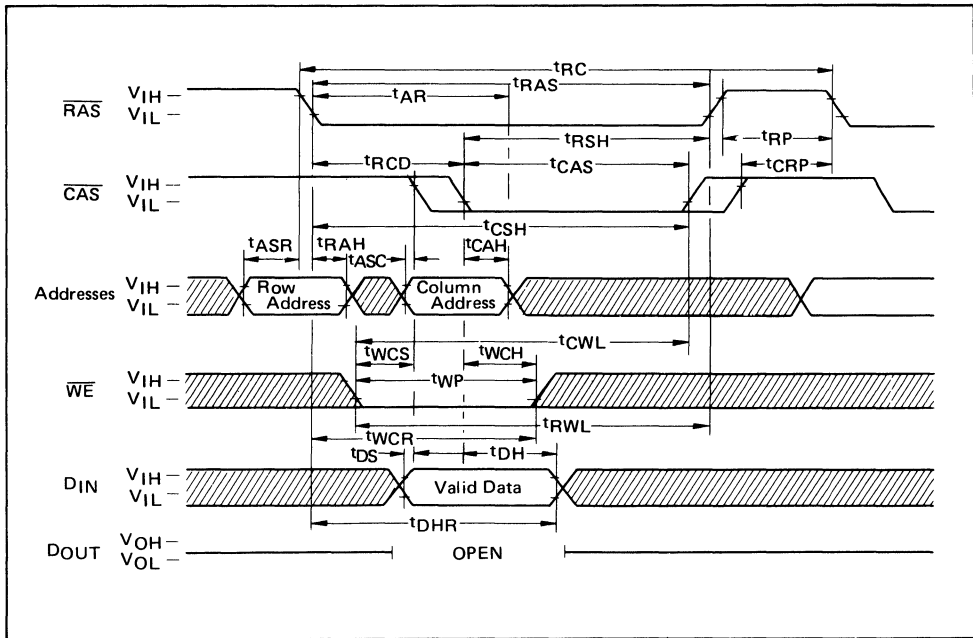 tRC
tRAS
tAR
RAS
VIH
VIL
tRSH
tRP
tRCD
tCAS
tCRP
CAS
VIH
VIL
tCSH
tASR
tRAH
tASC
tCAH
Addresses
VIH
VIL
Row
Address
Column
Address
tCWL
tWCS
tWCH
WE
VIH
VIL
tWP
tRWL
tWCR
tDS
tDH
DIN
VIH
VIL
Valid Data
tDHR
DOUT
VOH
VOL
OPEN